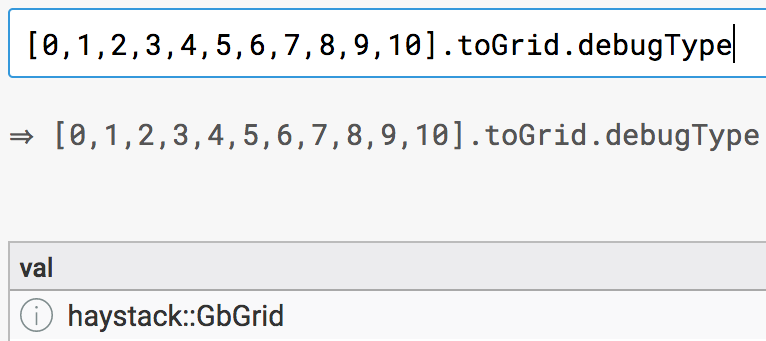 [0,1,2,3,4,5,6,7,8,9,10].toGrid.debugType
⇒ [0,1,2,3,4,5,6,7,8,9,10].toGrid.debugType
val
haystack::GbGrid